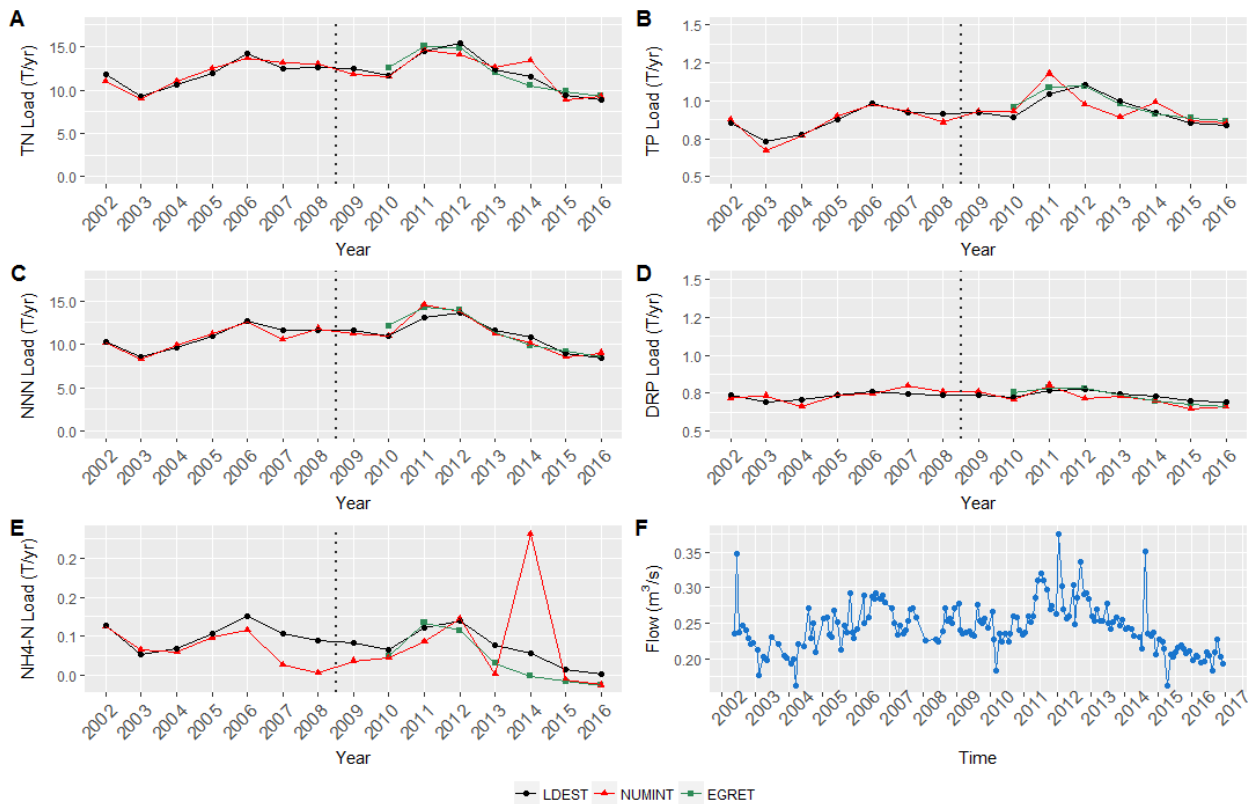 A
TN Load (T/yr)
15.0
10.0
5.0
0.0
2002 2003 2004 2005 2006 2007 2008 2009 2010 2011 2012 2013 2014 2015 2016
Year
B
TP Load (T/yr)
1.5
1.2
1.0
0.8
0.5
2002 2003 2004 2005 2006 2007 2008 2009 2010 2011 2012 2013 2014 2015 2016
Year
C
NNN Load (T/yr)
15.0
10.0
5.0
0.0
2002 2003 2004 2005 2006 2007 2008 2009 2010 2011 2012 2013 2014 2015 2016
Year
D
DRP Load (T/yr)
1.5
1.2
1.0
0.8
0.5
2002 2003 2004 2005 2006 2007 2008 2009 2010 2011 2012 2013 2014 2015 2016
Year
E
NH4-N Load (T/yr)
0.2
0.2
0.1
0.0
2002 2003 2004 2005 2006 2007 2008 2009 2010 2011 2012 2013 2014 2015 2016
Year
F
Flow (m³/s)
0.35
0.30
0.25
0.20
2002 2003 2004 2005 2006 2007 2008 2009 2010 2011 2012 2013 2014 2015 2016 2017
Time
LDEST NUMINT EGRET